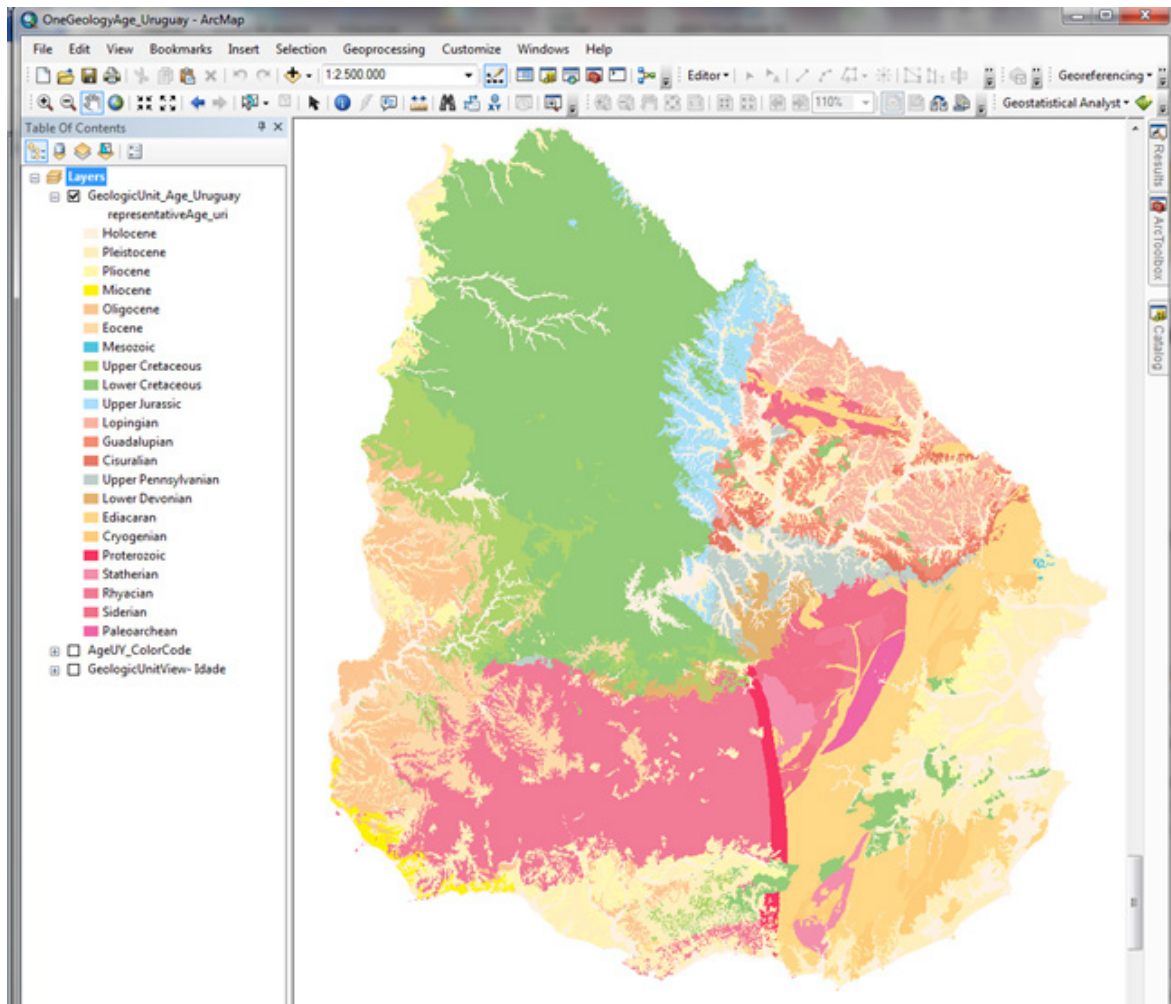 OneGeologyAge_Uruguay - ArcMap
File Edit View Bookmarks Insert Selection Geoprocessing Customize Windows Help
1:2.500.000 Editor Georeferencing
110% Geostatistical Analyst
Table Of Contents
Layers
GeologicUnit_Age_Uruguay
representativeAge_uri
Holocene
Pleistocene
Pliocene
Miocene
Oligocene
Eocene
Mesozoic
Upper Cretaceous
Lower Cretaceous
Upper Jurassic
Lopingian
Guadalupian
Cisuralian
Upper Pennsylvanian
Lower Devonian
Ediacaran
Cryogenian
Proterozoic
Statherian
Rhyacian
Siderian
Paleoarchean
AgeUY_ColorCode
GeologicUnitView- Idade
Results
ArcToolbox
Catalog